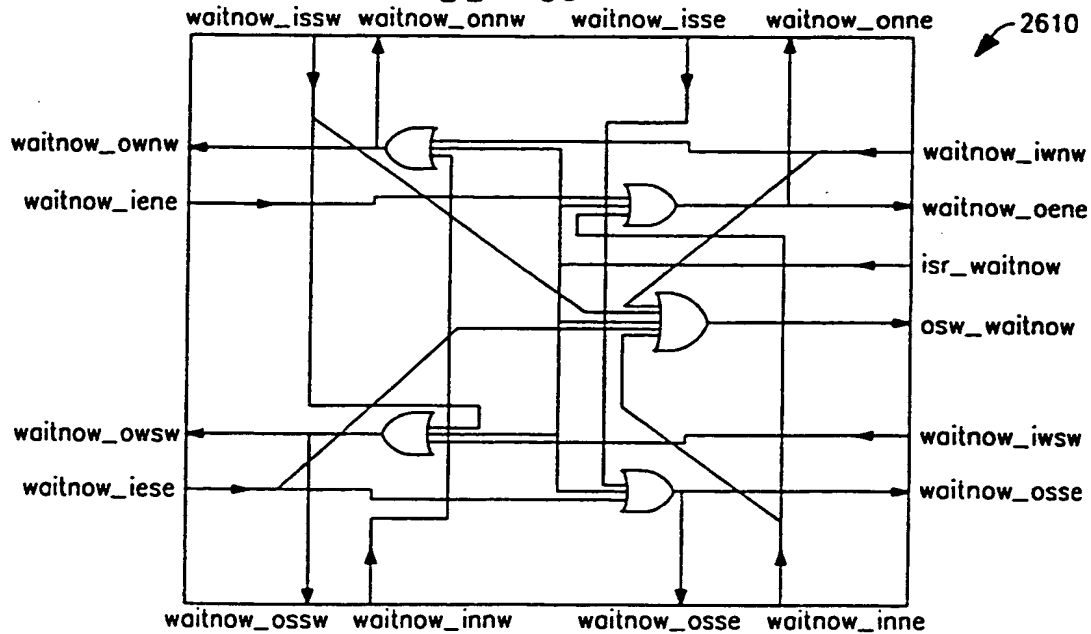 waitnow_issw waitnow_onnw waitnow_isse waitnow_onne
2610
waitnow_ownw
waitnow_iwnw
waitnow_iene
waitnow_oene
isr_waitnow
osw_waitnow
waitnow_owsw
waitnow_iwsw
waitnow_iese
waitnow_osse
waitnow_ossw waitnow_innw waitnow_osse waitnow_inne